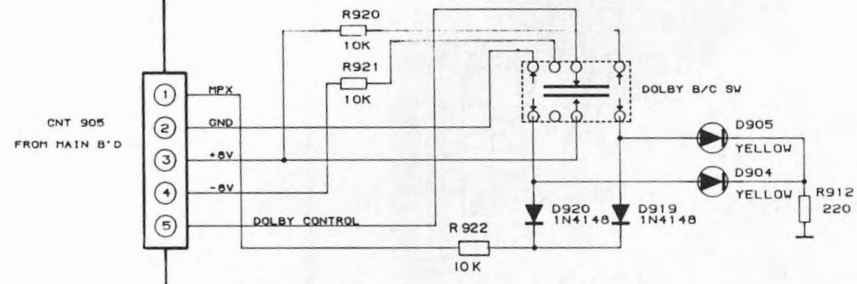 R920
10K
R921
10K
CNT 905
FROM MAIN B'D
1
MPX
2
GND
3
+8V
4
-8V
5
DOLBY CONTROL
DOLBY B/C SW
D905
YELLOW
D904
YELLOW
R912
220
D920
1N4148
D919
1N4148
R922
10K